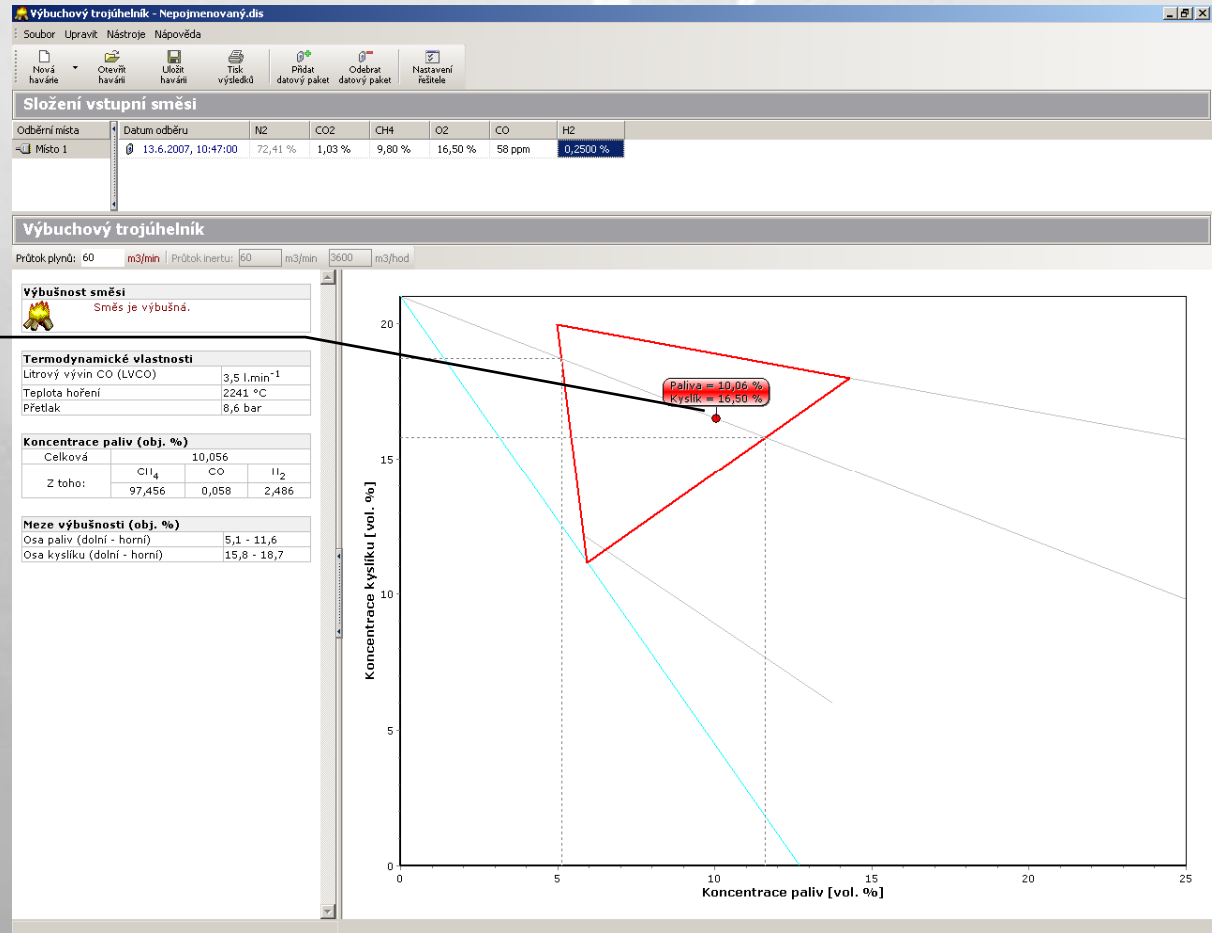 Výbuchový trojúhelník - Nepojmenovaný.dis
Soubor Upravit Nástroje Nápověda
Nová havárie
Otevřít havárii
Uložit havárii
Tisk výsledků
Přidat datový paket
Odebrat datový paket
Nastavení řešitele
Složení vstupní směsi
Odběrní místa Datum odběru N2 CO2 CH4 O2 CO H2
Místo 1 13.6.2007, 10:47:00 72,41 % 1,03 % 9,80 % 16,50 % 58 ppm 0,2500 %
Výbuchový trojúhelník
Průtok plynů: 60 m3/min Průtok inertu: 60 m3/min 3600 m3/hod
Výbušnost směsi
Směs je výbušná.
Termodynamické vlastnosti
Litrový vývin CO (LVCO) 3,5 l.min⁻¹
Teplota hoření 2241 °C
Přetlak 8,6 bar
Koncentrace paliv (obj. %)
Celková 10,056
Z toho: CH₄ CO H₂
97,456 0,058 2,486
Meze výbušnosti (obj. %)
Osa paliv (dolní - horní) 5,1 - 11,6
Osa kyslíku (dolní - horní) 15,8 - 18,7
Paliva = 10,06 %
Kyslík = 16,50 %
Koncentrace kyslíku [vol. %]
20
15
10
5
0
0 5 10 15 20 25
Koncentrace paliv [vol. %]